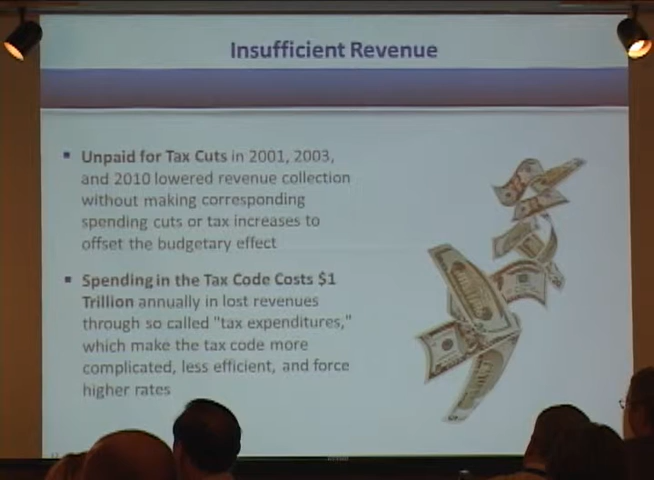 Insufficient Revenue
Unpaid for Tax Cuts in 2001, 2003,
and 2010 lowered revenue collection
without making corresponding
spending cuts or tax increases to
offset the budgetary effect
Spending in the Tax Code Costs $1
Trillion annually in lost revenues
through so called "tax expenditures,"
which make the tax code more
complicated, less efficient, and force
higher rates